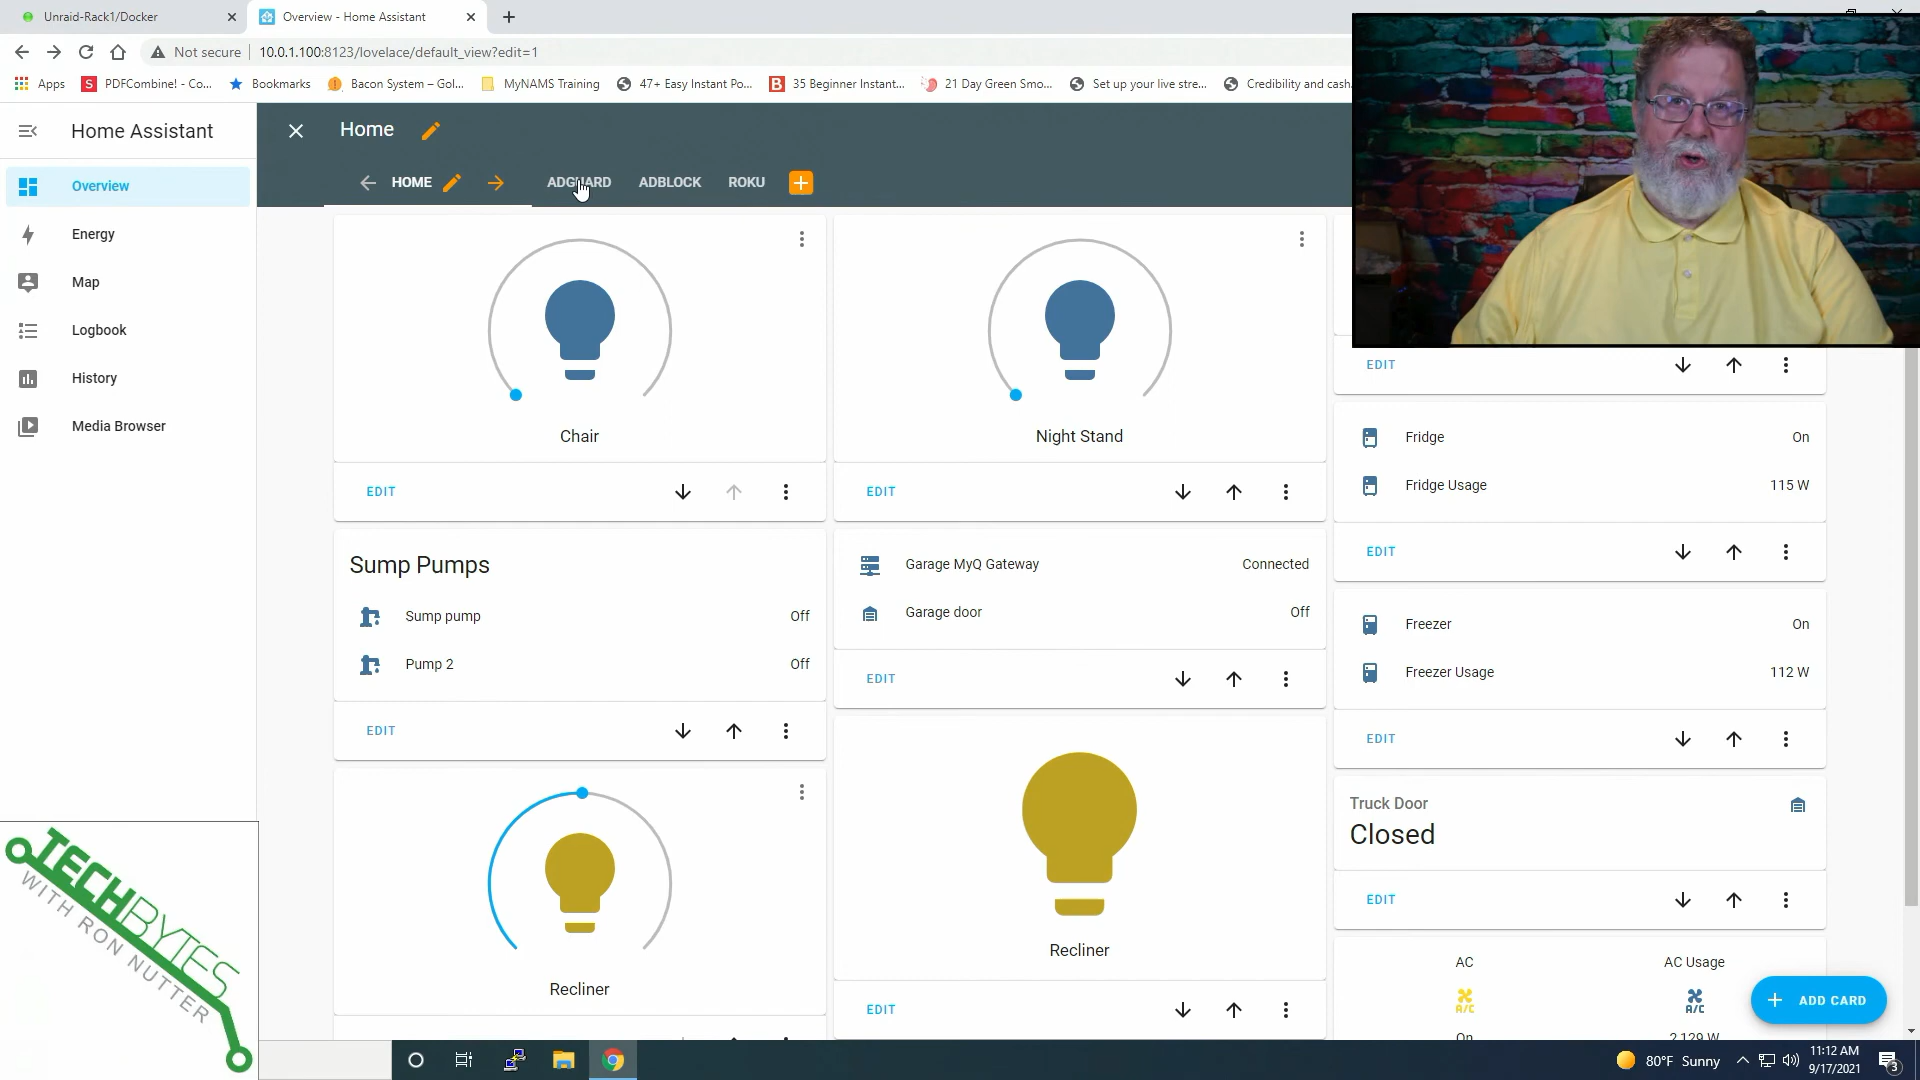 Unraid-Rack1/Docker
Overview - Home Assistant
Not secure
10.0.1.100:8123/lovelace/default_view?edit=1
Apps
PDFCombine! - Co...
Bookmarks
Bacon System – Gol...
MyNAMS Training
47+ Easy Instant Po...
35 Beginner Instant...
21 Day Green Smo...
Set up your live stre...
Credibility and cash
Home Assistant
Home
Overview
HOME
ADGUARD
ADBLOCK
ROKU
Energy
Map
Logbook
History
Media Browser
Chair
Night Stand
EDIT
Fridge
On
Fridge Usage
115 W
EDIT
EDIT
EDIT
Sump Pumps
Sump pump
Off
Pump 2
Off
Garage MyQ Gateway
Connected
Garage door
Off
EDIT
Freezer
On
Freezer Usage
112 W
EDIT
EDIT
Truck Door
Closed
EDIT
Recliner
Recliner
EDIT
AC
AC Usage
A/C
A/C
On
2,129 W
ADD CARD
TECHBYTES
WITH RON NUTTER
80°F Sunny
11:12 AM
9/17/2021
3